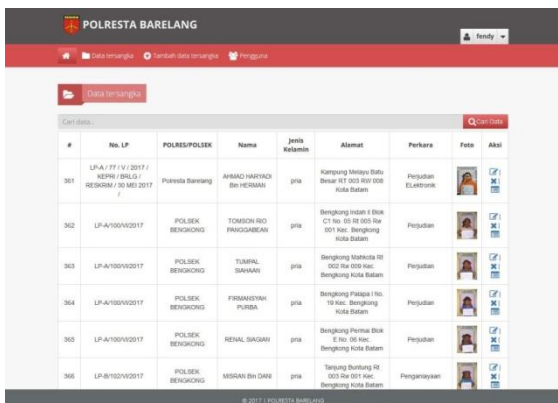 POLRESTA BARELANG
fendy
Data tersangka
Tambah data tersangka
Pengguna
Data tersangka
Cari data..
Cari Data
# No. LP POLRES/POLSEK Nama Jenis Kelamin Alamat Perkara Foto Aksi
361 LP-A / 77 / V / 2017 / KEPRI / BRLG / RESKRIM / 30 MEI 2017 / Polresta Barelang AHMAD HARYADI Bin HERMAN pria Kampung Melayu Batu Besar RT 003 RW 008 Kota Batam Perjudian ELektronik
362 LP-A/100/VI/2017 POLSEK BENGKONG TOMSON RIO PANGGABEAN pria Bengkong Indah II Blok C1 No. 05 Rt 005 Rw 001 Kec. Bengkong Kota Batam Perjudian
363 LP-A/100/VI/2017 POLSEK BENGKONG TUMPAL SIAHAAN pria Bengkong Mahkota Rt 002 Rw 009 Kec. Bengkong Kota Batam Perjudian
364 LP-A/100/VI/2017 POLSEK BENGKONG FIRMANSYAH PURBA pria Bengkong Palapa I No. 19 Kec. Bengkong Kota Batam Perjudian
365 LP-A/100/VI/2017 POLSEK BENGKONG RENAL SIAGIAN pria Bengkong Permai Blok E No. 06 Kec. Bengkong Kota Batam Perjudian
366 LP-B/102/VI/2017 POLSEK BENGKONG MISRAN Bin DANI pria Tanjung Buntung Rt 003 Rw 001 Kec. Bengkong Kota Batam Penganiayaan
© 2017 | POLRESTA BARELANG